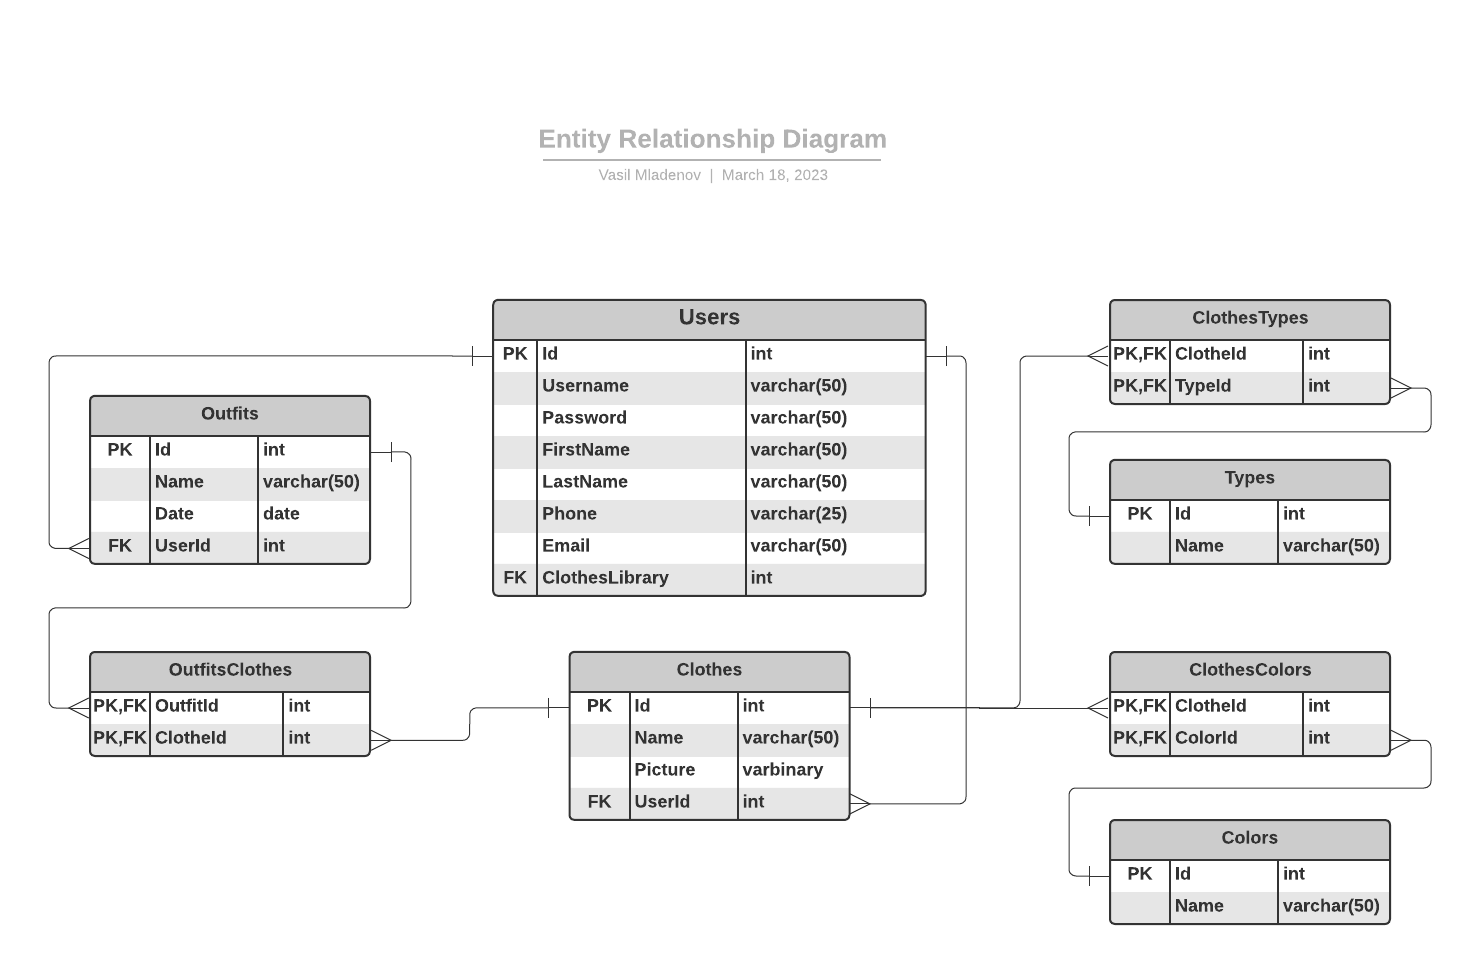 Entity Relationship Diagram
Vasil Mladenov | March 18, 2023
Users
PK Id int
Username varchar(50)
Password varchar(50)
FirstName varchar(50)
LastName varchar(50)
Phone varchar(25)
Email varchar(50)
FK ClothesLibrary int
Outfits
PK Id int
Name varchar(50)
Date date
FK UserId int
OutfitsClothes
PK,FK OutfitId int
PK,FK ClotheId int
Clothes
PK Id int
Name varchar(50)
Picture varbinary
FK UserId int
ClothesTypes
PK,FK ClotheId int
PK,FK TypeId int
Types
PK Id int
Name varchar(50)
ClothesColors
PK,FK ClotheId int
PK,FK ColorId int
Colors
PK Id int
Name varchar(50)